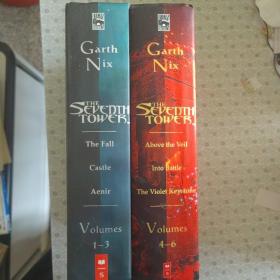 Garth
Nix
THE
SEVENTH
TOWER
The Fall
Castle
Aenir
Volumes
1–3
S
Garth
Nix
THE
SEVENTH
TOWER
Above the Veil
Into Battle
The Violet Keystone
Volumes
4–6